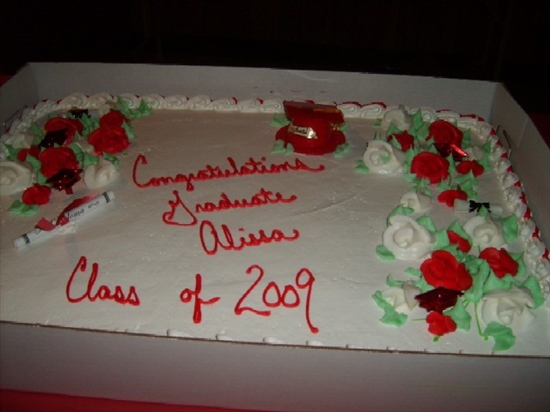 Congratulations
Graduate
Alissa
Class of 2009